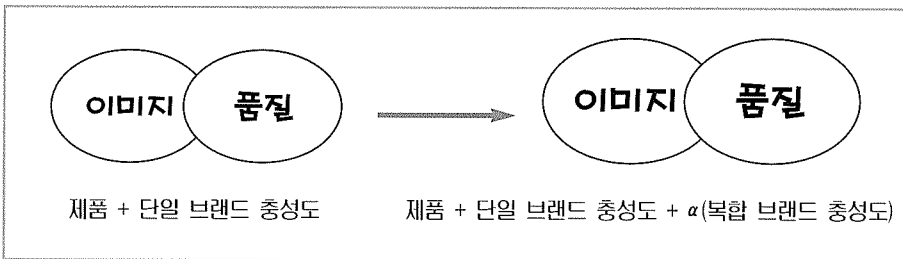 이미지 품질 이미지 품질
제품 + 단일 브랜드 충성도 제품 + 단일 브랜드 충성도 + α(복합 브랜드 충성도)